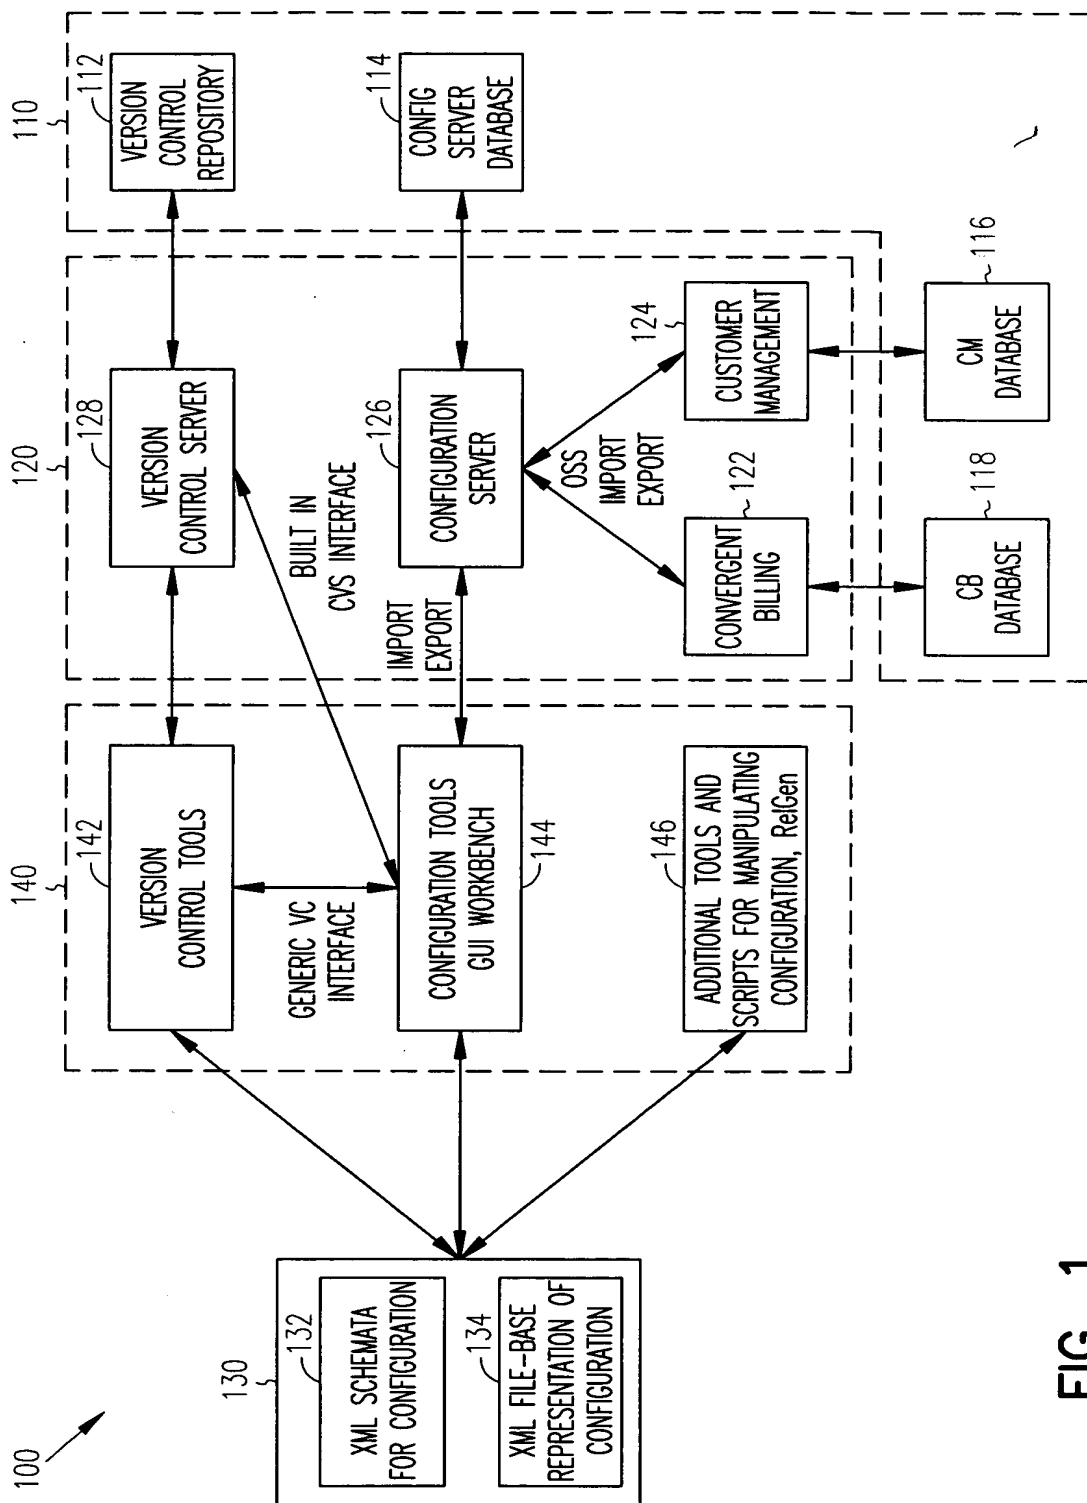 100
130
132
XML SCHEMATA
FOR CONFIGURATION
134
XML FILE-BASE
REPRESENTATION OF
CONFIGURATION
140
142
VERSION
CONTROL TOOLS
GENERIC VC
INTERFACE
CONFIGURATION TOOLS
GUI WORKBENCH
144
146
ADDITIONAL TOOLS AND
SCRIPTS FOR MANIPULATING
CONFIGURATION, RelGen
120
128
VERSION
CONTROL SERVER
BUILT IN
CVS INTERFACE
IMPORT
EXPORT
126
CONFIGURATION
SERVER
OSS
IMPORT
EXPORT
122
CONVERGENT
BILLING
124
CUSTOMER
MANAGEMENT
110
112
VERSION
CONTROL
REPOSITORY
114
CONFIG
SERVER
DATABASE
118
CB
DATABASE
116
CM
DATABASE
FIG. 1